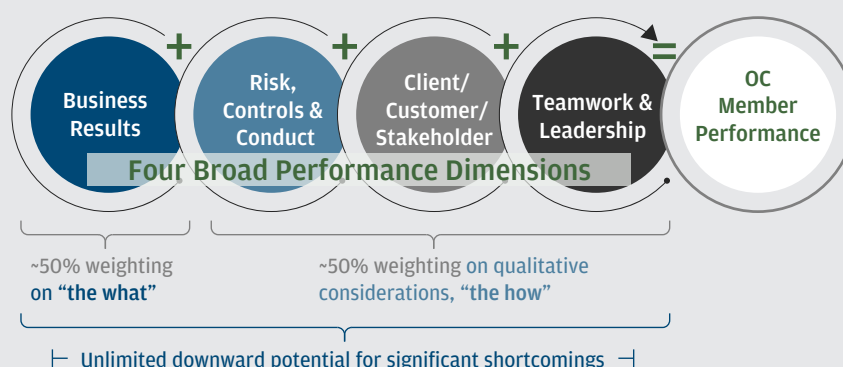 Business
Results
+
Risk,
Controls &
Conduct
+
Client/
Customer/
Stakeholder
+
Teamwork &
Leadership
=
OC
Member
Performance
Four Broad Performance Dimensions
~50% weighting
on “the what”
~50% weighting on qualitative
considerations, “the how”
Unlimited downward potential for significant shortcomings